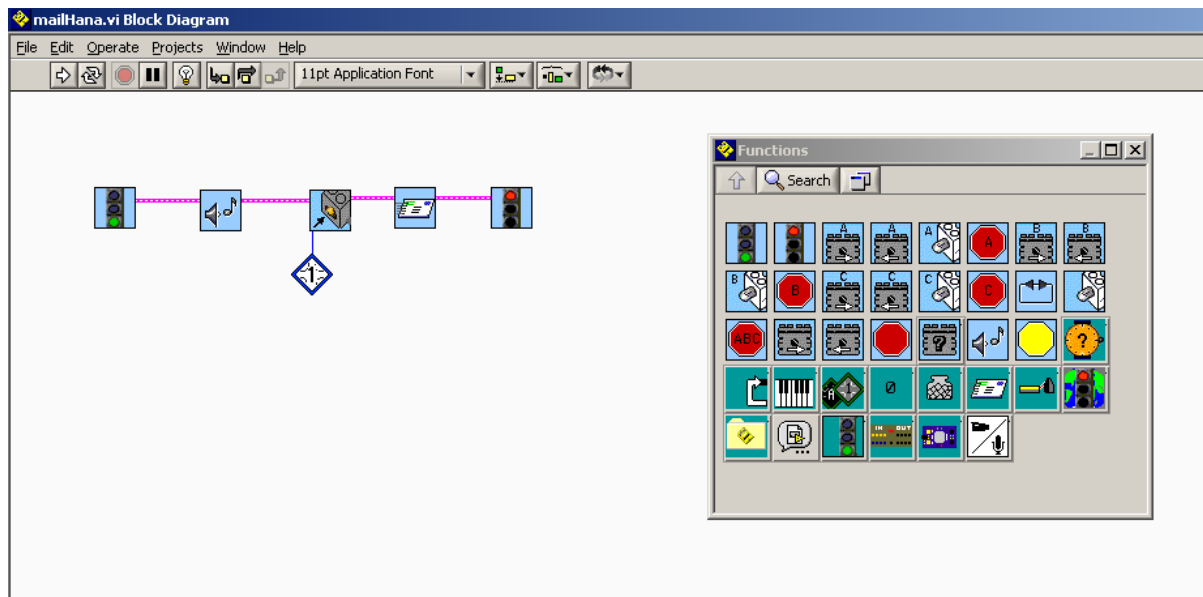 mailHana.vi Block Diagram
File Edit Operate Projects Window Help
11pt Application Font
1
Functions
Search
A A A A B B
B B C C C C
ABC ? ?
A 1 0
IN OUT